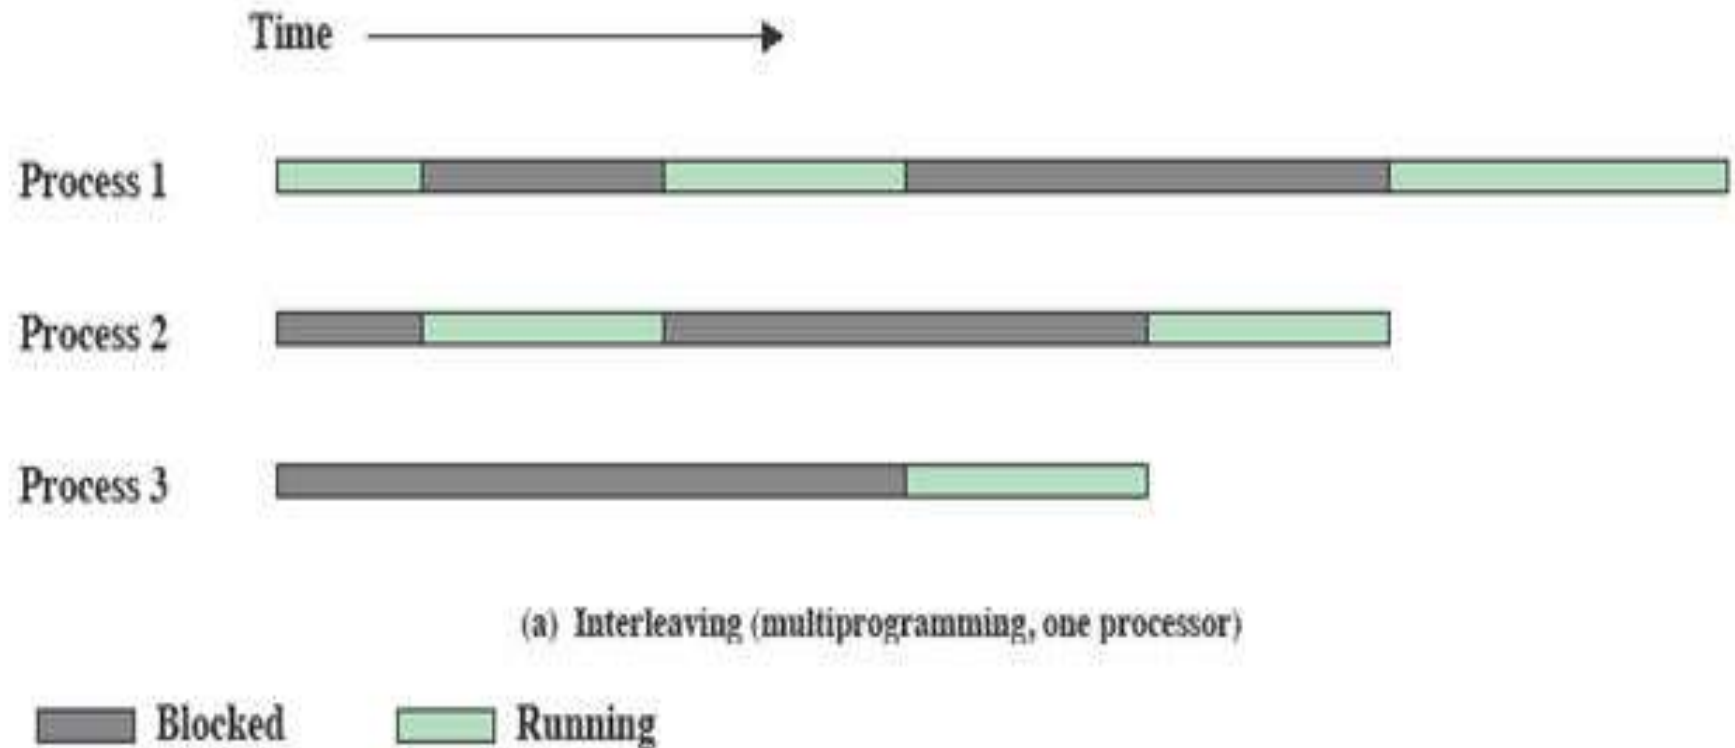 Time
Process 1
Process 2
Process 3
(a) Interleaving (multiprogramming, one processor)
Blocked Running